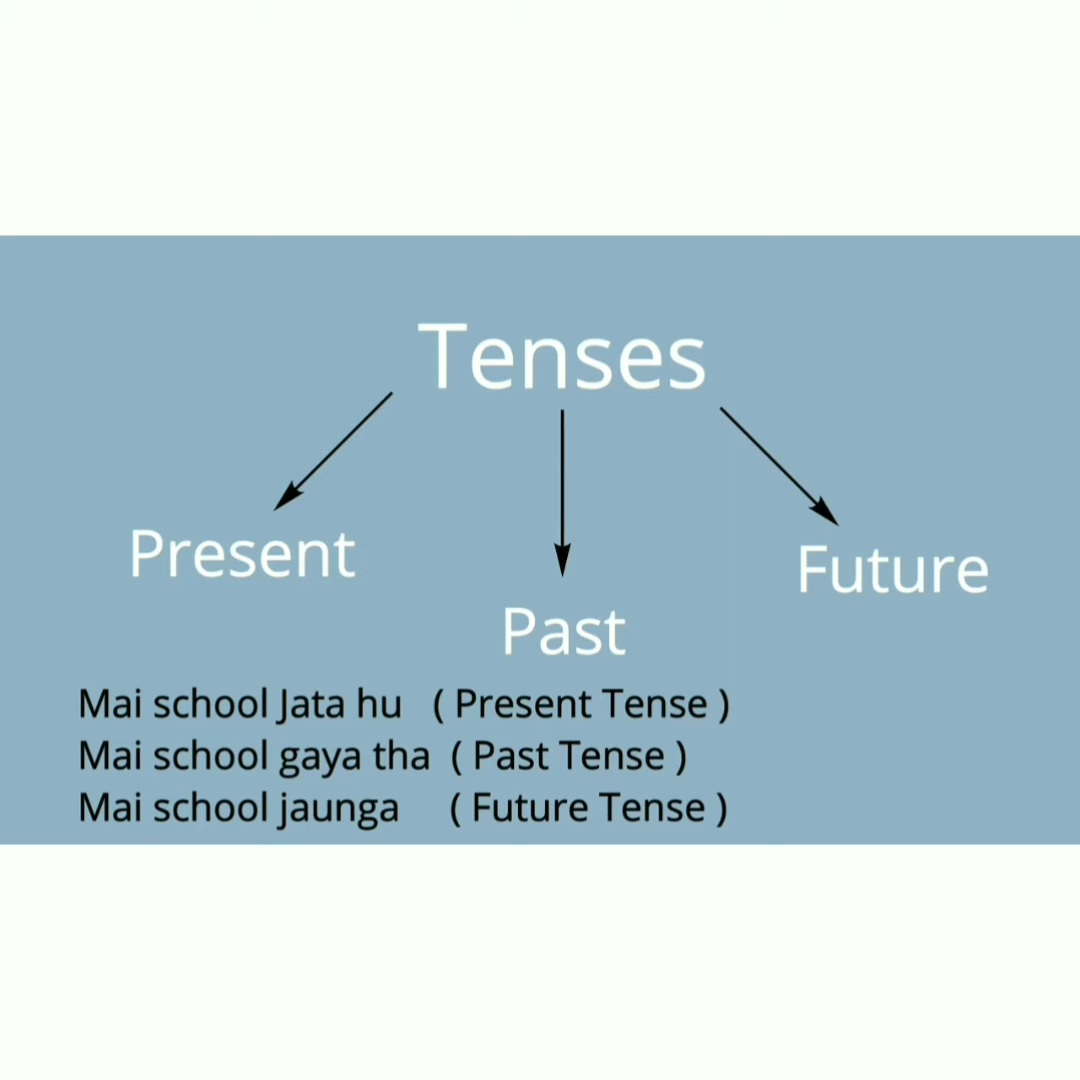 Tenses
Present
Past
Future
Mai school Jata hu ( Present Tense )
Mai school gaya tha ( Past Tense )
Mai school jaunga ( Future Tense )